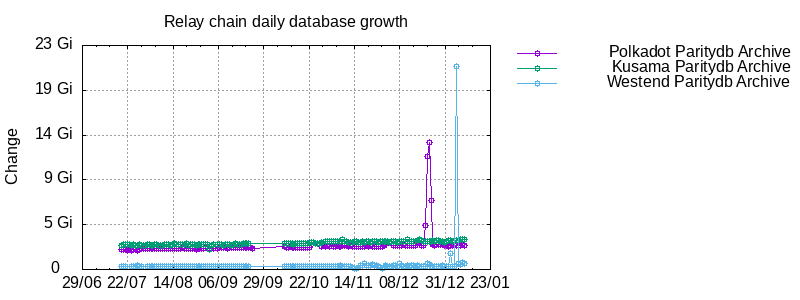 Relay chain daily database growth
23 Gi
19 Gi
14 Gi
9 Gi
5 Gi
0
Change
29/06 22/07 14/08 06/09 29/09 22/10 14/11 08/12 31/12 23/01
Polkadot Paritydb Archive
Kusama Paritydb Archive
Westend Paritydb Archive